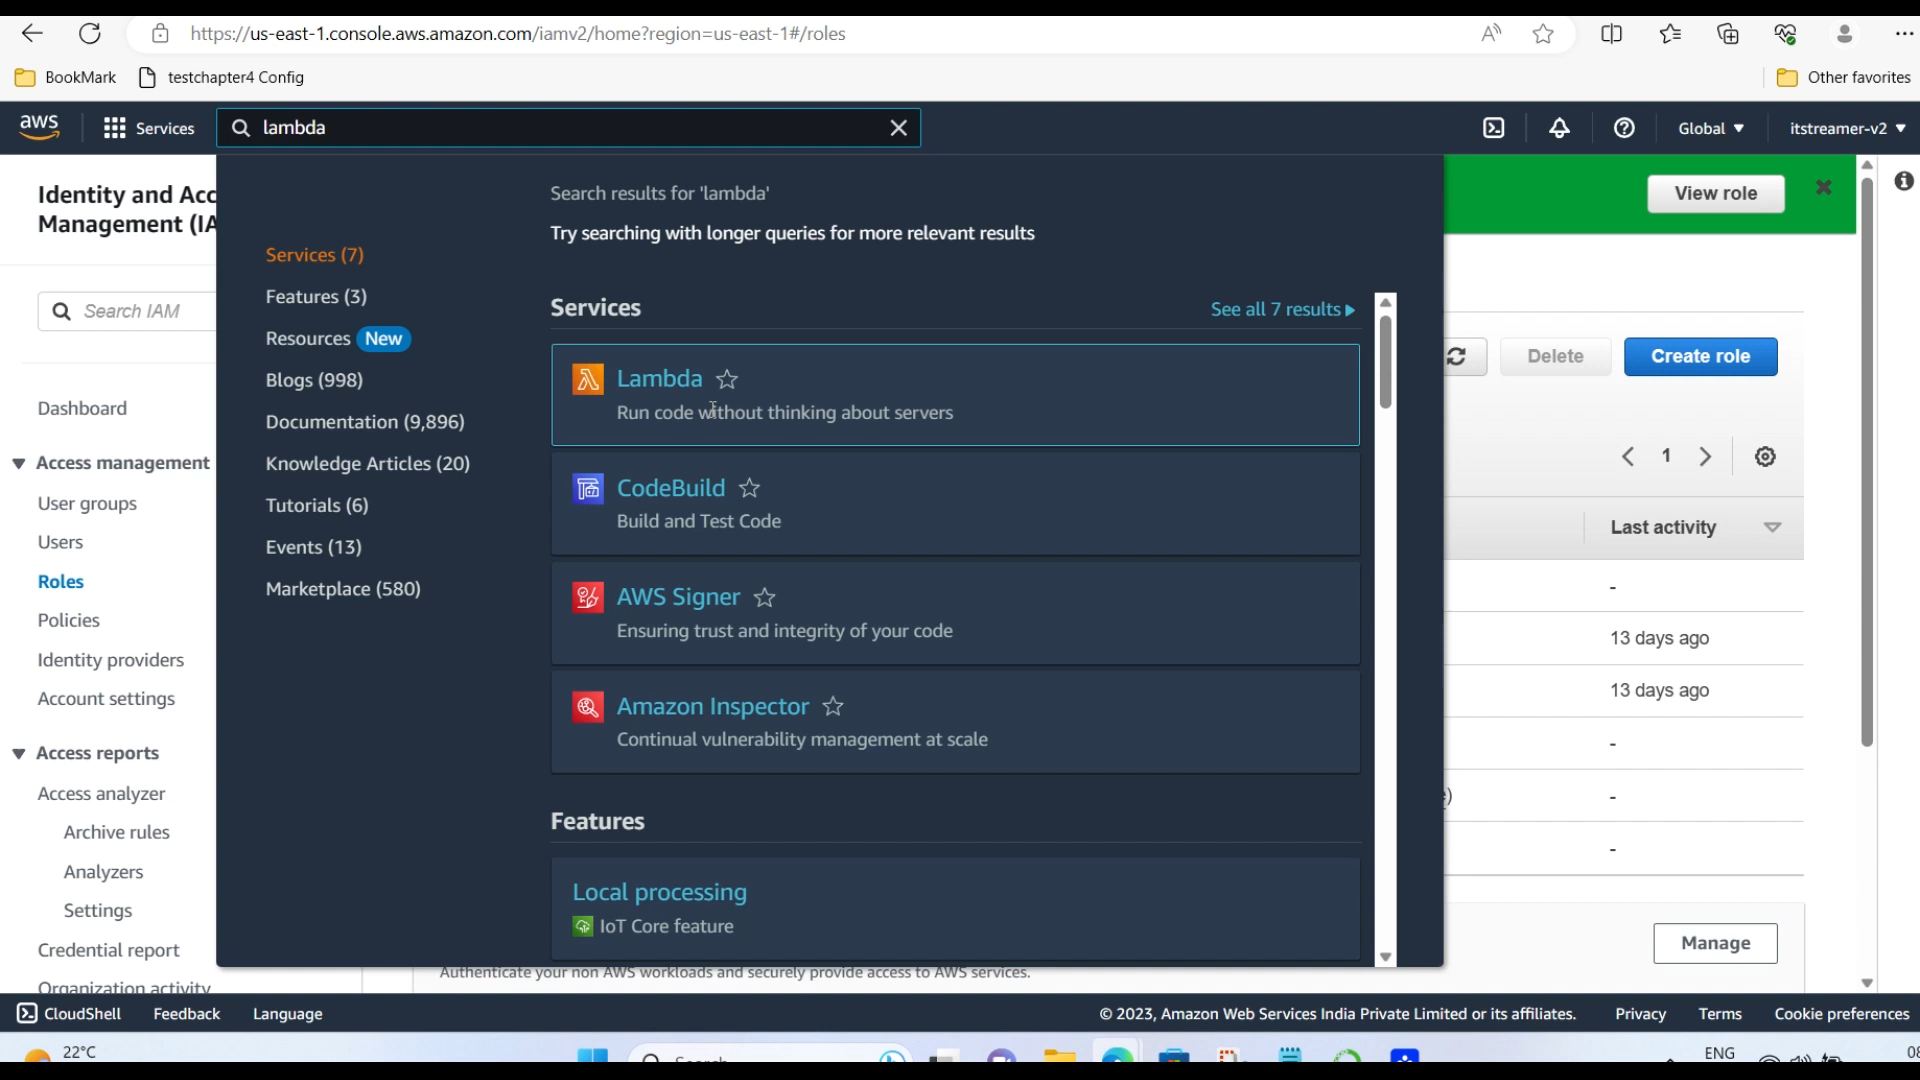 https://us-east-1.console.aws.amazon.com/iamv2/home?region=us-east-1#/roles
BookMark
testchapter4 Config
Other favorites
aws
Services
lambda
Global
itstreamer-v2
Identity and Acc
Management (IA
Search IAM
Dashboard
Access management
User groups
Users
Roles
Policies
Identity providers
Account settings
Access reports
Access analyzer
Archive rules
Analyzers
Settings
Credential report
Organization activity
Services (7)
Features (3)
Resources New
Blogs (998)
Documentation (9,896)
Knowledge Articles (20)
Tutorials (6)
Events (13)
Marketplace (580)
Search results for 'lambda'
Try searching with longer queries for more relevant results
Services
See all 7 results
Lambda
Run code without thinking about servers
CodeBuild
Build and Test Code
AWS Signer
Ensuring trust and integrity of your code
Amazon Inspector
Continual vulnerability management at scale
Features
Local processing
IoT Core feature
View role
Delete
Create role
1
Last activity
-
13 days ago
13 days ago
-
-
-
Manage
Authenticate your non AWS workloads and securely provide access to AWS services.
CloudShell
Feedback
Language
© 2023, Amazon Web Services India Private Limited or its affiliates.
Privacy
Terms
Cookie preferences
22°C
Search
ENG